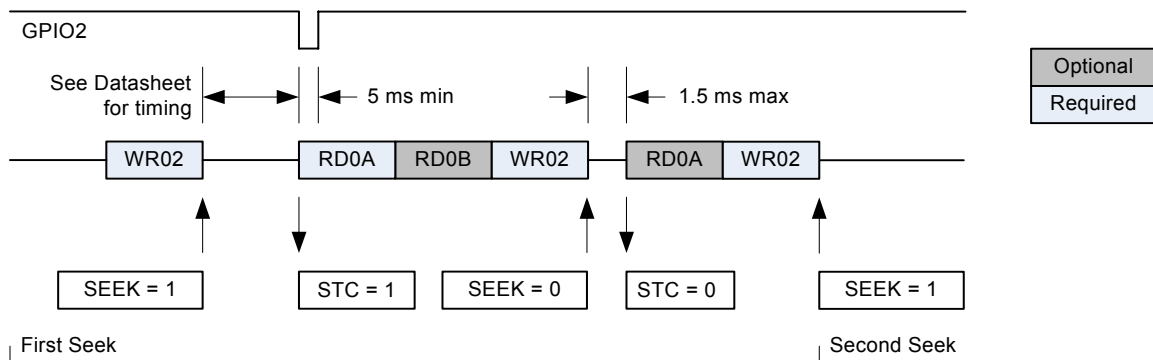 GPIO2
See Datasheet
for timing
5 ms min
1.5 ms max
Optional
Required
WR02
RD0A
RD0B
WR02
RD0A
WR02
SEEK = 1
STC = 1
SEEK = 0
STC = 0
SEEK = 1
First Seek
Second Seek